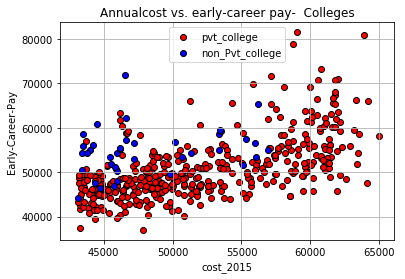 Annualcost vs. early-career pay- Colleges
pvt_college
non_Pvt_college
Early-Career-Pay
80000
70000
60000
50000
40000
45000 50000 55000 60000 65000
cost_2015